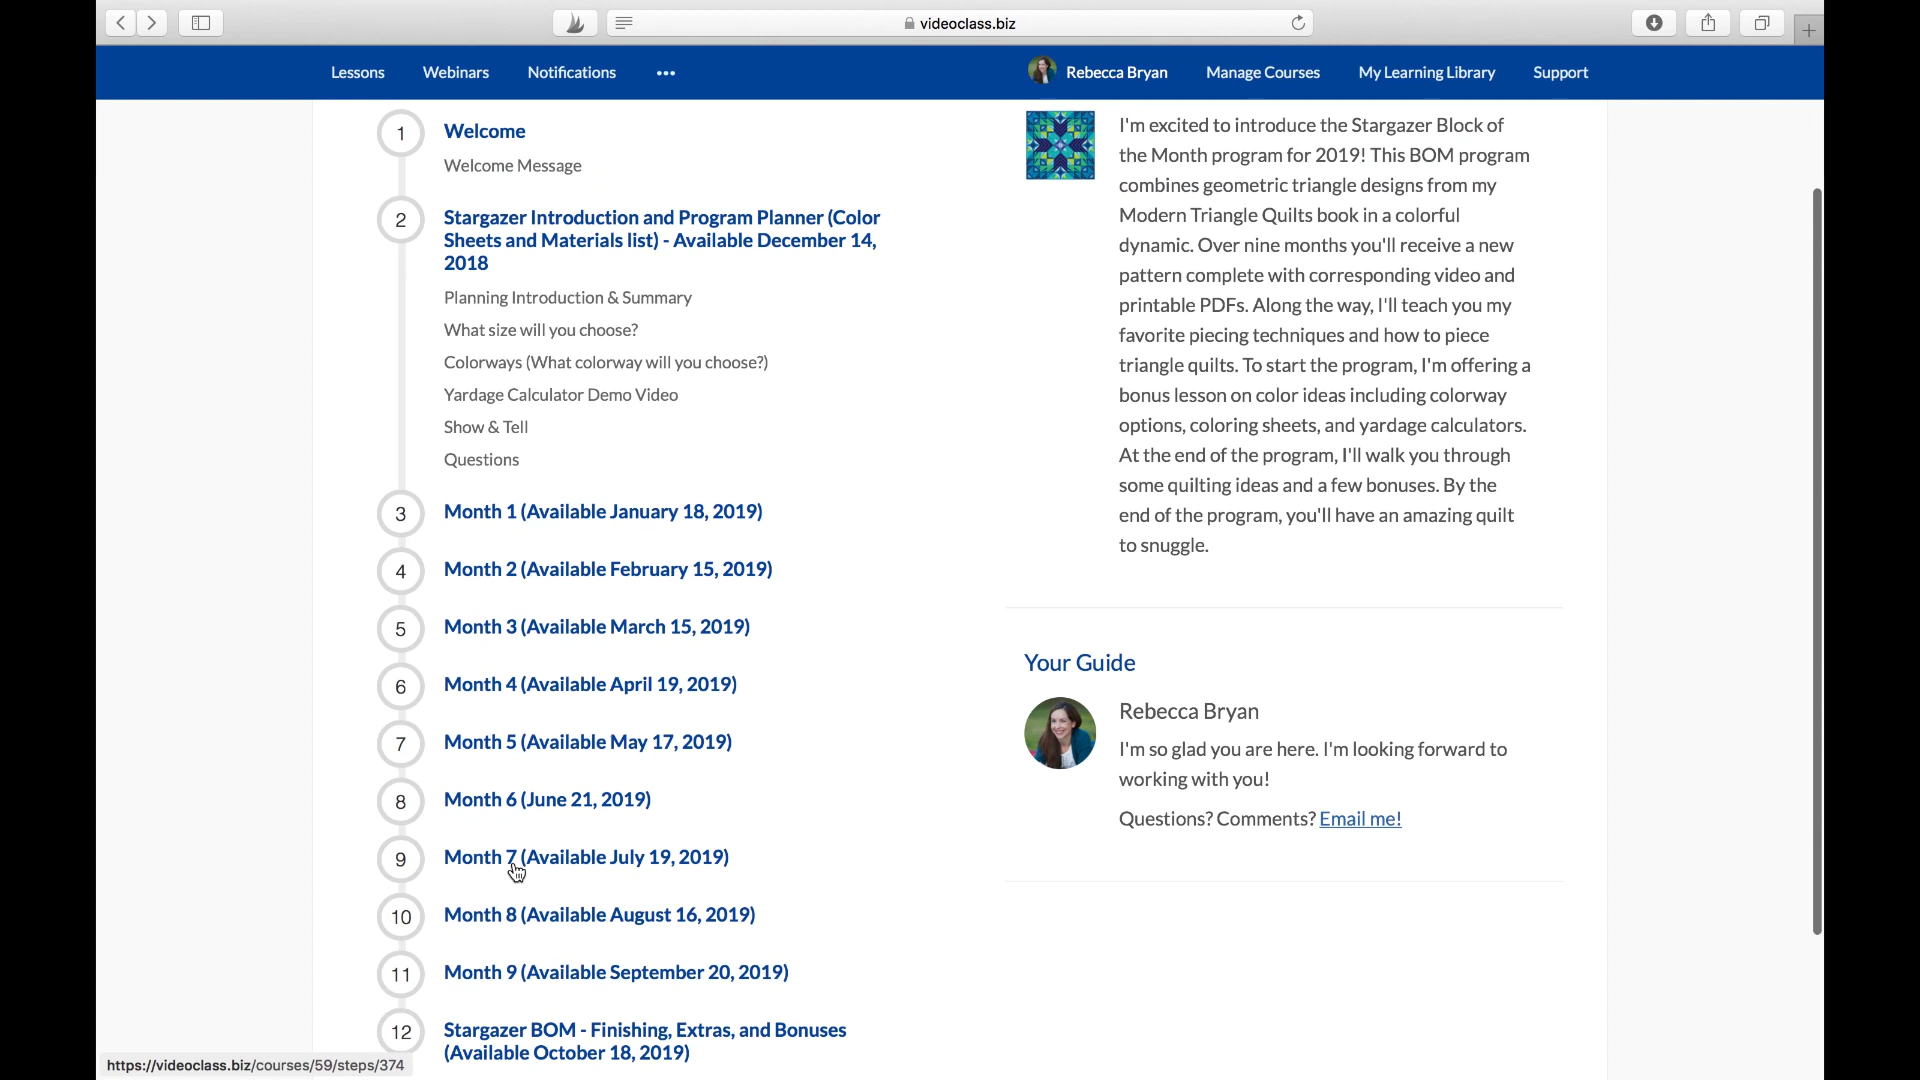 videoclass.biz
Lessons
Webinars
Notifications
Rebecca Bryan
Manage Courses
My Learning Library
Support
1
Welcome
Welcome Message
2
Stargazer Introduction and Program Planner (Color
Sheets and Materials list) - Available December 14,
2018
Planning Introduction & Summary
What size will you choose?
Colorways (What colorway will you choose?)
Yardage Calculator Demo Video
Show & Tell
Questions
3
Month 1 (Available January 18, 2019)
4
Month 2 (Available February 15, 2019)
5
Month 3 (Available March 15, 2019)
6
Month 4 (Available April 19, 2019)
7
Month 5 (Available May 17, 2019)
8
Month 6 (June 21, 2019)
9
Month 7 (Available July 19, 2019)
10
Month 8 (Available August 16, 2019)
11
Month 9 (Available September 20, 2019)
12
Stargazer BOM - Finishing, Extras, and Bonuses
(Available October 18, 2019)
I'm excited to introduce the Stargazer Block of
the Month program for 2019! This BOM program
combines geometric triangle designs from my
Modern Triangle Quilts book in a colorful
dynamic. Over nine months you'll receive a new
pattern complete with corresponding video and
printable PDFs. Along the way, I'll teach you my
favorite piecing techniques and how to piece
triangle quilts. To start the program, I'm offering a
bonus lesson on color ideas including colorway
options, coloring sheets, and yardage calculators.
At the end of the program, I'll walk you through
some quilting ideas and a few bonuses. By the
end of the program, you'll have an amazing quilt
to snuggle.
Your Guide
Rebecca Bryan
I'm so glad you are here. I'm looking forward to
working with you!
Questions? Comments? Email me!
https://videoclass.biz/courses/59/steps/374